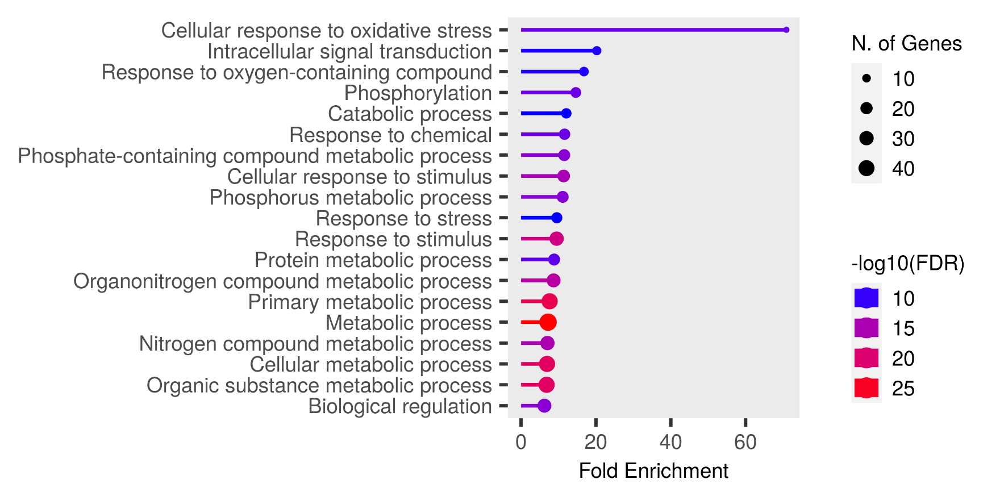 Cellular response to oxidative stress
Intracellular signal transduction
Response to oxygen-containing compound
Phosphorylation
Catabolic process
Response to chemical
Phosphate-containing compound metabolic process
Cellular response to stimulus
Phosphorus metabolic process
Response to stress
Response to stimulus
Protein metabolic process
Organonitrogen compound metabolic process
Primary metabolic process
Metabolic process
Nitrogen compound metabolic process
Cellular metabolic process
Organic substance metabolic process
Biological regulation
0 20 40 60
Fold Enrichment
N. of Genes
10
20
30
40
-log10(FDR)
10
15
20
25